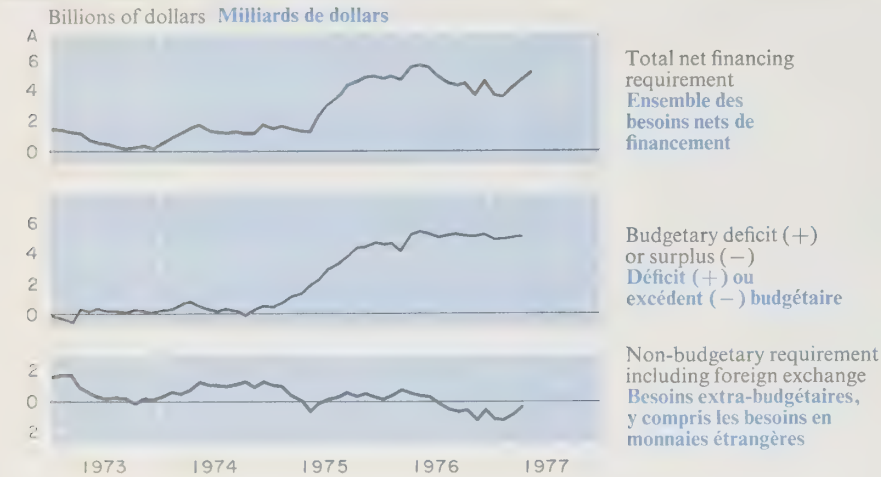 Billions of dollars Milliards de dollars
A
6
4
2
0
Total net financing
requirement
Ensemble des
besoins nets de
financement
6
4
2
0
Budgetary deficit (+)
or surplus (−)
Déficit (+) ou
excédent (−) budgétaire
2
0
2
Non-budgetary requirement
including foreign exchange
Besoins extra-budgétaires,
y compris les besoins en
monnaies étrangères
1973 1974 1975 1976 1977